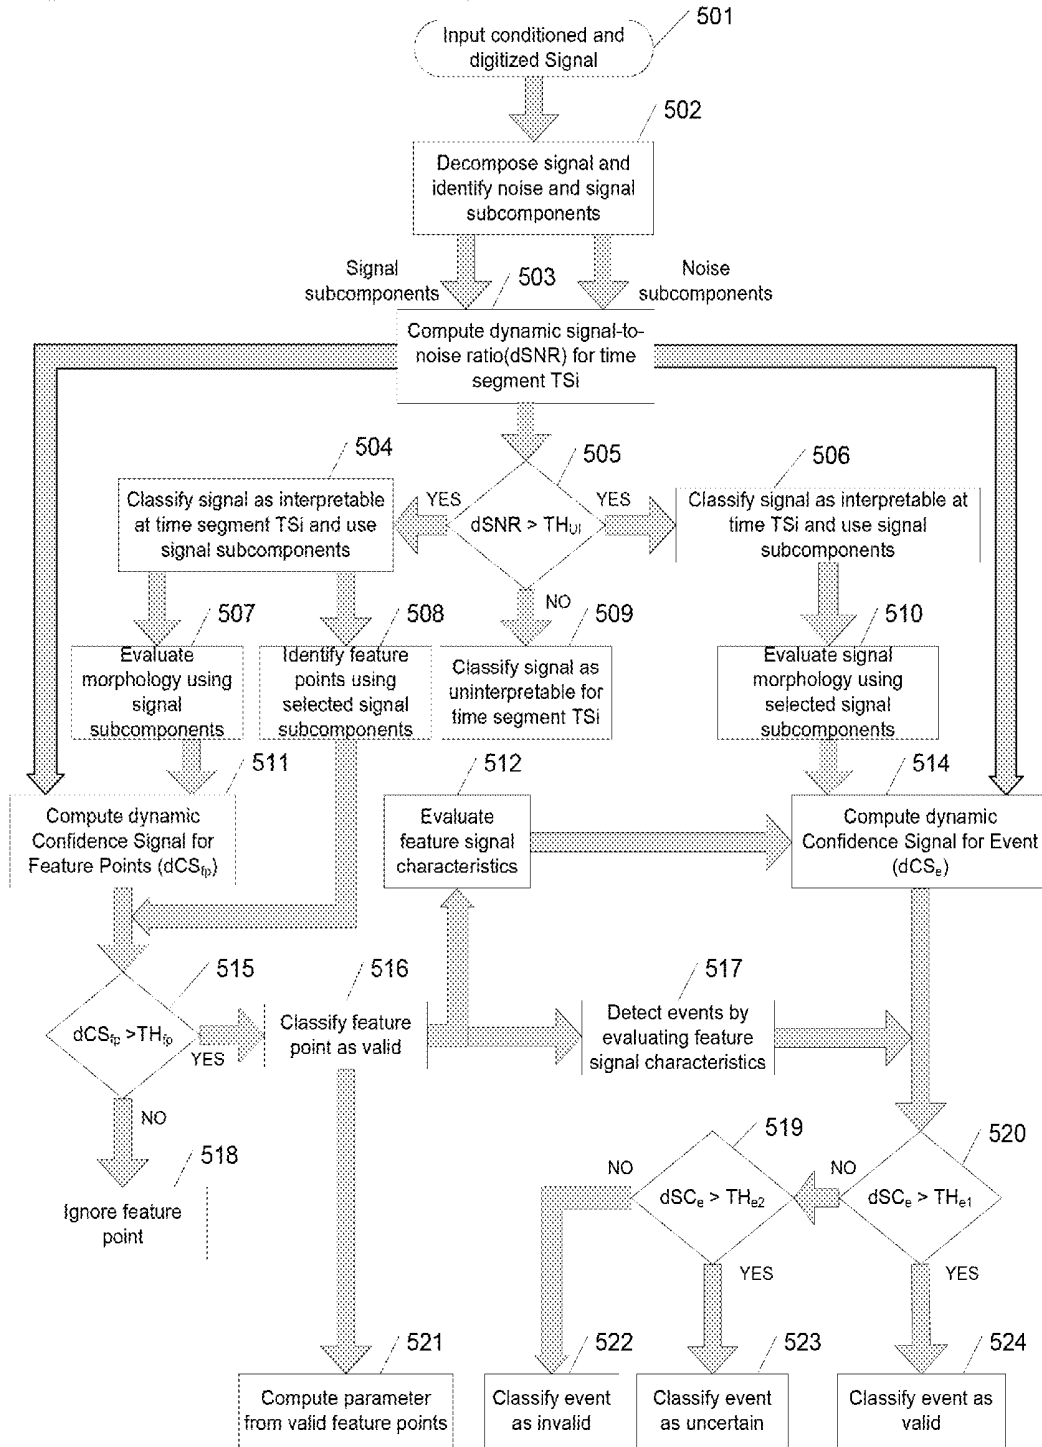 501
Input conditioned and
digitized Signal
502
Decompose signal and
identify noise and signal
subcomponents
Signal
subcomponents
503
Noise
subcomponents
Compute dynamic signal-to-
noise ratio(dSNR) for time
segment TSi
504
505
506
Classify signal as interpretable
at time segment TSi and use
signal subcomponents
YES
dSNR > TH_UI
YES
Classify signal as interpretable at
time TSi and use signal
subcomponents
NO
507
508
509
510
Evaluate
morphology using
signal
subcomponents
Identify feature
points using
selected signal
subcomponents
Classify signal as
uninterpretable for
time segment TSi
Evaluate signal
morphology using
selected signal
subcomponents
511
512
514
Compute dynamic
Confidence Signal for
Feature Points (dCS_fp)
Evaluate
feature signal
characteristics
Compute dynamic
Confidence Signal for Event
(dCS_e)
515
516
517
dCS_fp >TH_fp
YES
Classify feature
point as valid
Detect events by
evaluating feature
signal characteristics
NO
518
Ignore feature
point
519
520
NO
dSC_e > TH_e2
NO
dSC_e > TH_e1
YES
YES
521
522
523
524
Compute parameter
from valid feature points
Classify event
as invalid
Classify event
as uncertain
Classify event as
valid